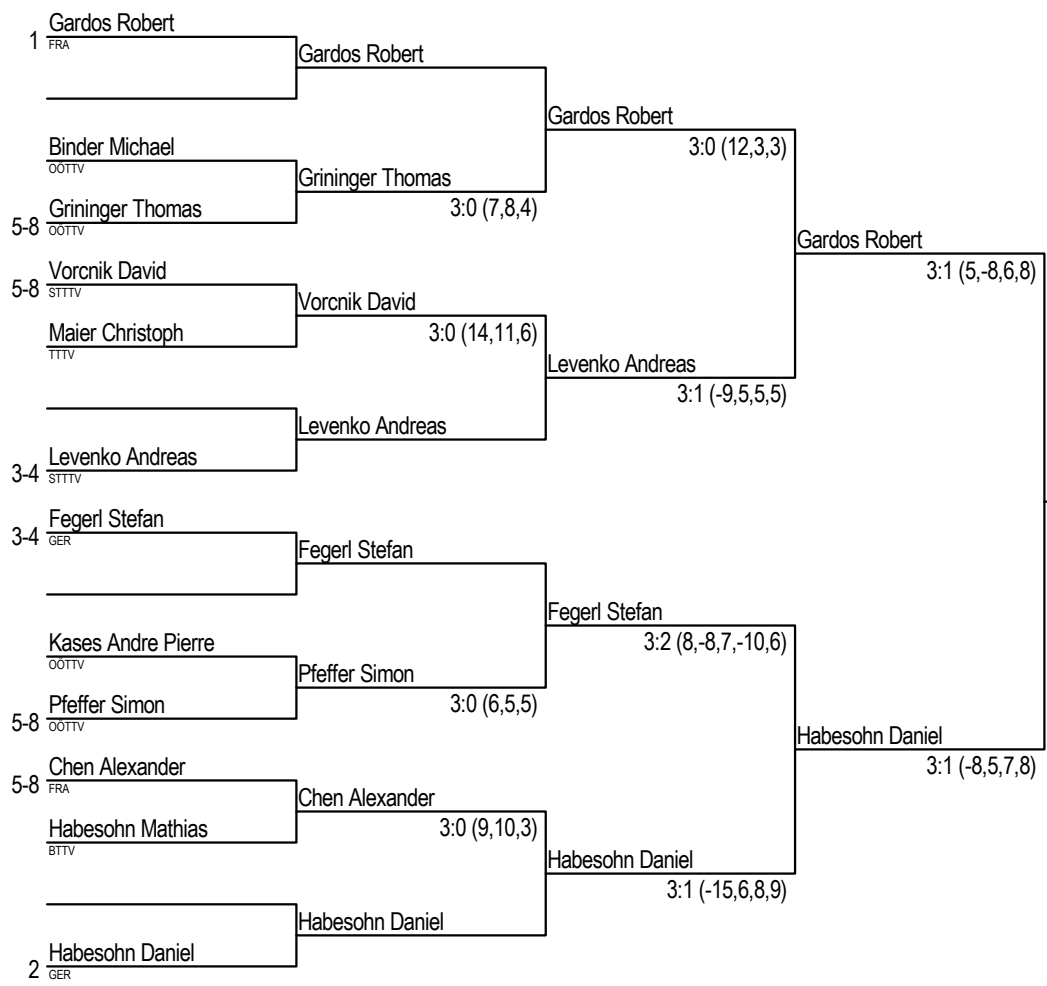 Gardos Robert
1 FRA
Gardos Robert
Gardos Robert
3:0 (12,3,3)
Binder Michael
OÖTTV
Grininger Thomas
3:0 (7,8,4)
Grininger Thomas
5-8 OÖTTV
Gardos Robert
3:1 (5,-8,6,8)
Vorcnik David
5-8 STTTV
Vorcnik David
3:0 (14,11,6)
Maier Christoph
TTTV
Levenko Andreas
3:1 (-9,5,5,5)
Levenko Andreas
Levenko Andreas
3-4 STTTV
Fegerl Stefan
3-4 GER
Fegerl Stefan
Fegerl Stefan
3:2 (8,-8,7,-10,6)
Kases Andre Pierre
OÖTTV
Pfeffer Simon
3:0 (6,5,5)
Pfeffer Simon
5-8 OÖTTV
Habesohn Daniel
3:1 (-8,5,7,8)
Chen Alexander
5-8 FRA
Chen Alexander
3:0 (9,10,3)
Habesohn Mathias
BTTV
Habesohn Daniel
3:1 (-15,6,8,9)
Habesohn Daniel
Habesohn Daniel
2 GER